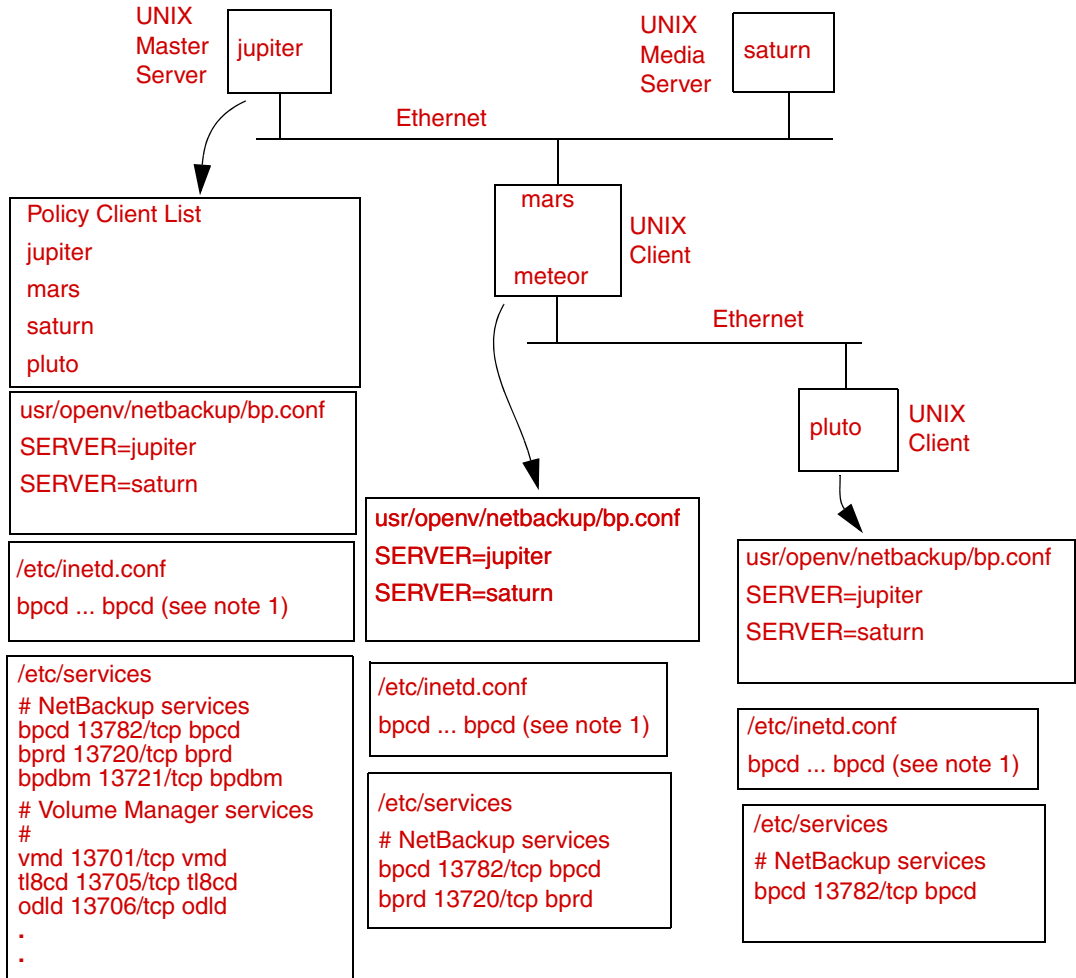 UNIX
Master
Server
jupiter
UNIX
Media
Server
saturn
Ethernet
mars
meteor
UNIX
Client
Ethernet
pluto
UNIX
Client
Policy Client List
jupiter
mars
saturn
pluto
usr/openv/netbackup/bp.conf
SERVER=jupiter
SERVER=saturn
/etc/inetd.conf
bpcd ... bpcd (see note 1)
/etc/services
# NetBackup services
bpcd 13782/tcp bpcd
bprd 13720/tcp bprd
bpdbm 13721/tcp bpdbm
# Volume Manager services
#
vmd 13701/tcp vmd
tl8cd 13705/tcp tl8cd
odld 13706/tcp odld
.
.
usr/openv/netbackup/bp.conf
SERVER=jupiter
SERVER=saturn
/etc/inetd.conf
bpcd ... bpcd (see note 1)
/etc/services
# NetBackup services
bpcd 13782/tcp bpcd
bprd 13720/tcp bprd
usr/openv/netbackup/bp.conf
SERVER=jupiter
SERVER=saturn
/etc/inetd.conf
bpcd ... bpcd (see note 1)
/etc/services
# NetBackup services
bpcd 13782/tcp bpcd